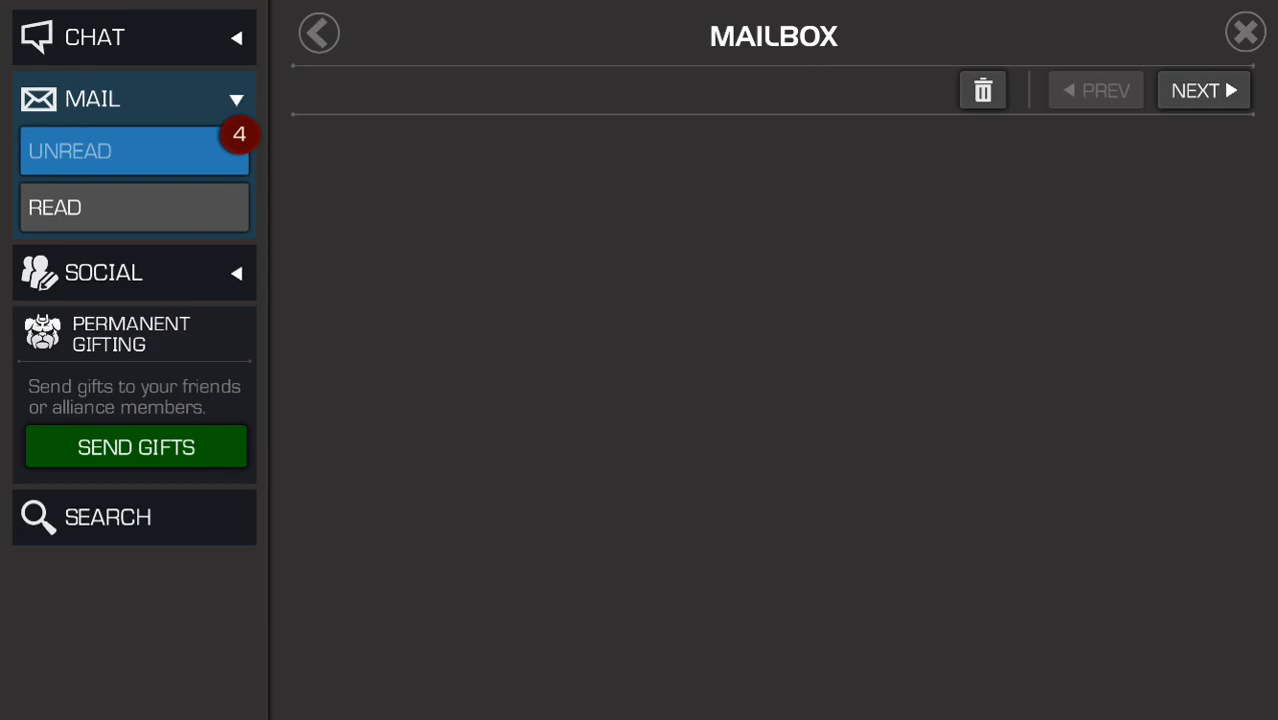 CHAT
MAIL
4
UNREAD
READ
SOCIAL
PERMANENT
GIFTING
Send gifts to your friends
or alliance members.
SEND GIFTS
SEARCH
MAILBOX
PREV
NEXT